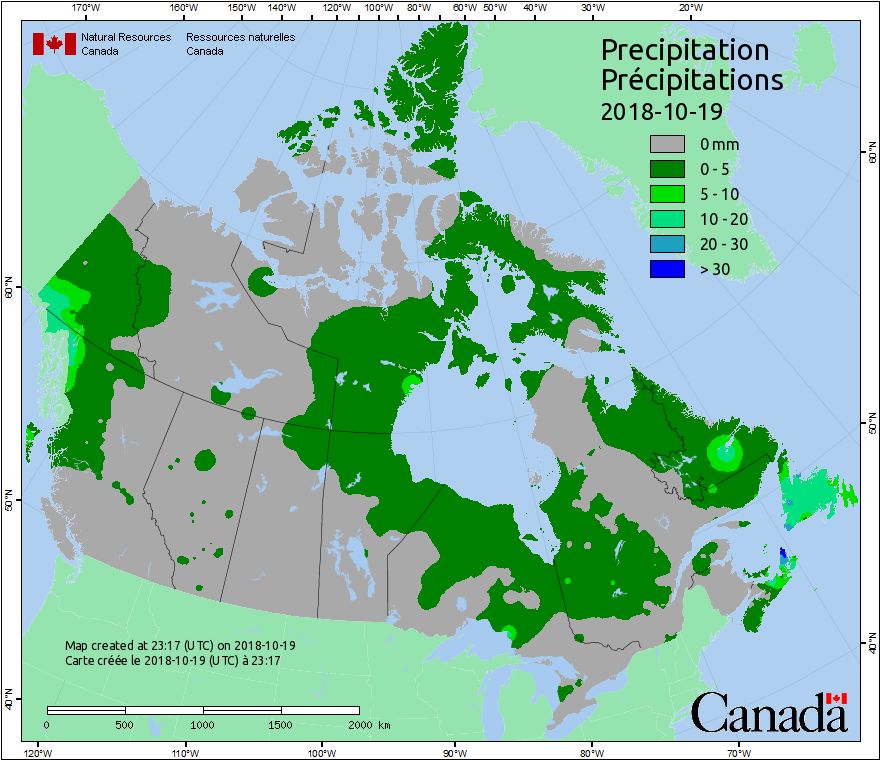 170°W 160°W 150°W 140°W 120°W 100°W 80°W 60°W 50°W 40°W 30°W 20°W
Natural Resources Ressources naturelles
Canada Canada
Precipitation
Précipitations
2018-10-19
0 mm
0 - 5
5 - 10
10 - 20
20 - 30
> 30
60°N
50°N
40°N
60°N
50°N
40°N
Map created at 23:17 (UTC) on 2018-10-19
Carte créée le 2018-10-19 (UTC) à 23:17
0 500 1000 1500 2000 km
Canada
120°W 110°W 100°W 90°W 80°W 70°W